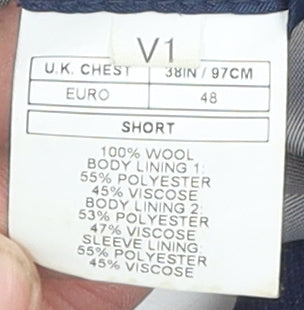 V1
U.K. CHEST 38IN / 97CM
EURO 48
SHORT
100% WOOL
BODY LINING 1:
55% POLYESTER
45% VISCOSE
BODY LINING 2:
53% POLYESTER
47% VISCOSE
SLEEVE LINING:
55% POLYESTER
45% VISCOSE